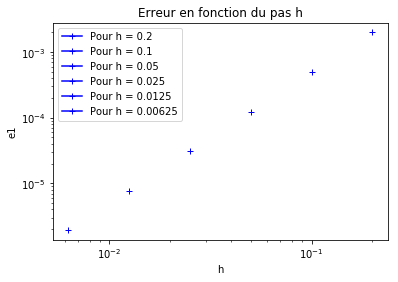 Erreur en fonction du pas h
Pour h = 0.2
Pour h = 0.1
Pour h = 0.05
Pour h = 0.025
Pour h = 0.0125
Pour h = 0.00625
10⁻³
10⁻⁴
10⁻⁵
e1
10⁻²
10⁻¹
h